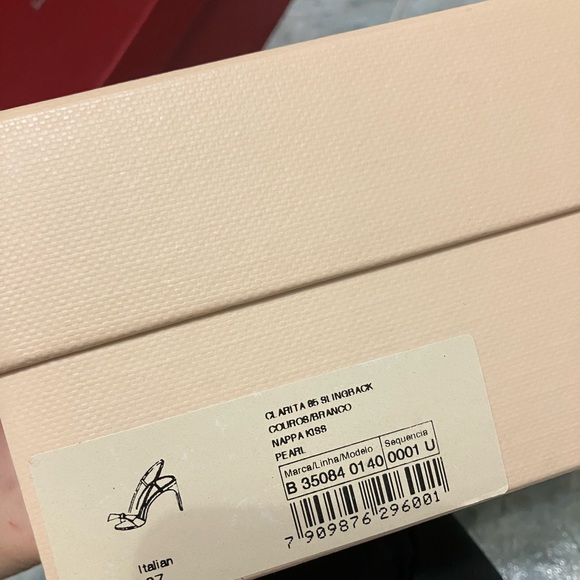 CLARITA 85 SLINGBACK
COUROS/BRANCO
NAPPA KISS
PEARL
Marca/Linha/Modelo Sequencia
B 35084 0140 0001 U
7 909876 296001
Italian
37